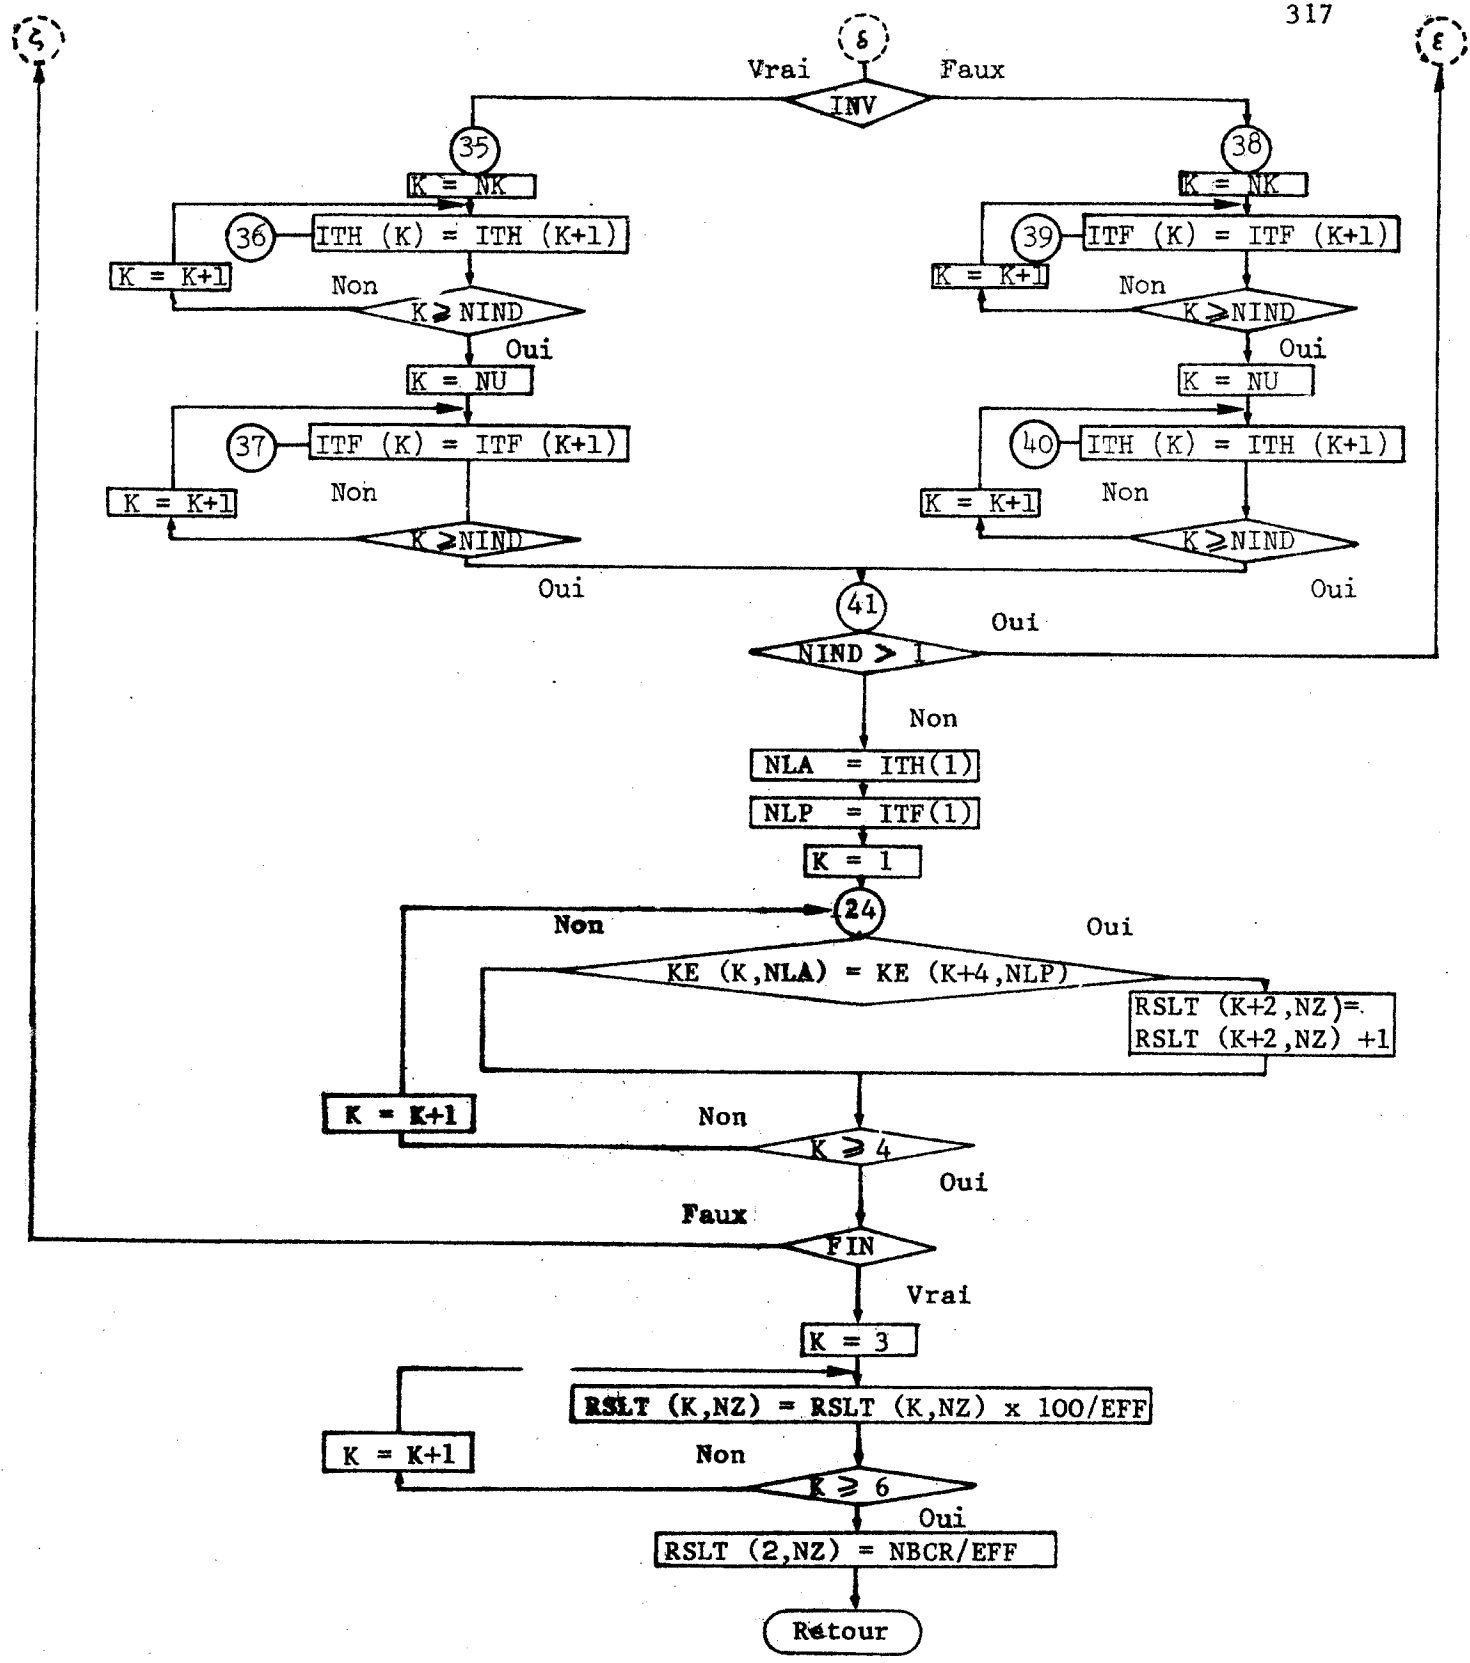 317
ζ
δ
ε
Vrai
Faux
INV
35
38
K = NK
K = NK
36
ITH (K) = ITH (K+1)
39
ITF (K) = ITF (K+1)
K = K+1
Non
K = K+1
Non
K ⩾ NIND
K ⩾ NIND
Oui
Oui
K = NU
K = NU
37
ITF (K) = ITF (K+1)
40
ITH (K) = ITH (K+1)
K = K+1
Non
K = K+1
Non
K ⩾ NIND
K ⩾ NIND
Oui
Oui
41
Oui
NIND > 1
Non
NLA = ITH(1)
NLP = ITF(1)
K = 1
24
Non
Oui
KE (K,NLA) = KE (K+4,NLP)
RSLT (K+2,NZ)=
RSLT (K+2,NZ) +1
K = K+1
Non
K ⩾ 4
Oui
Faux
FIN
Vrai
K = 3
RSLT (K,NZ) = RSLT (K,NZ) x 100/EFF
K = K+1
Non
K ⩾ 6
Oui
RSLT (2,NZ) = NBCR/EFF
Retour